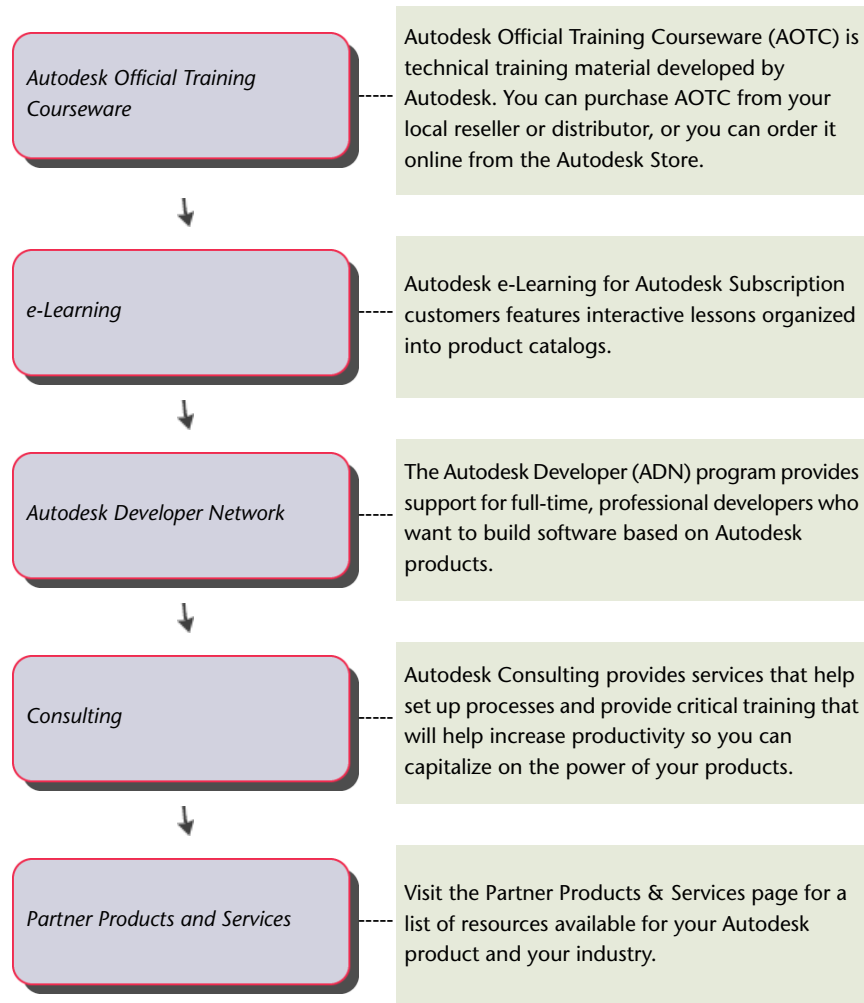 Autodesk Official Training
Courseware
Autodesk Official Training Courseware (AOTC) is
technical training material developed by
Autodesk. You can purchase AOTC from your
local reseller or distributor, or you can order it
online from the Autodesk Store.
e-Learning
Autodesk e-Learning for Autodesk Subscription
customers features interactive lessons organized
into product catalogs.
Autodesk Developer Network
The Autodesk Developer (ADN) program provides
support for full-time, professional developers who
want to build software based on Autodesk
products.
Consulting
Autodesk Consulting provides services that help
set up processes and provide critical training that
will help increase productivity so you can
capitalize on the power of your products.
Partner Products and Services
Visit the Partner Products & Services page for a
list of resources available for your Autodesk
product and your industry.